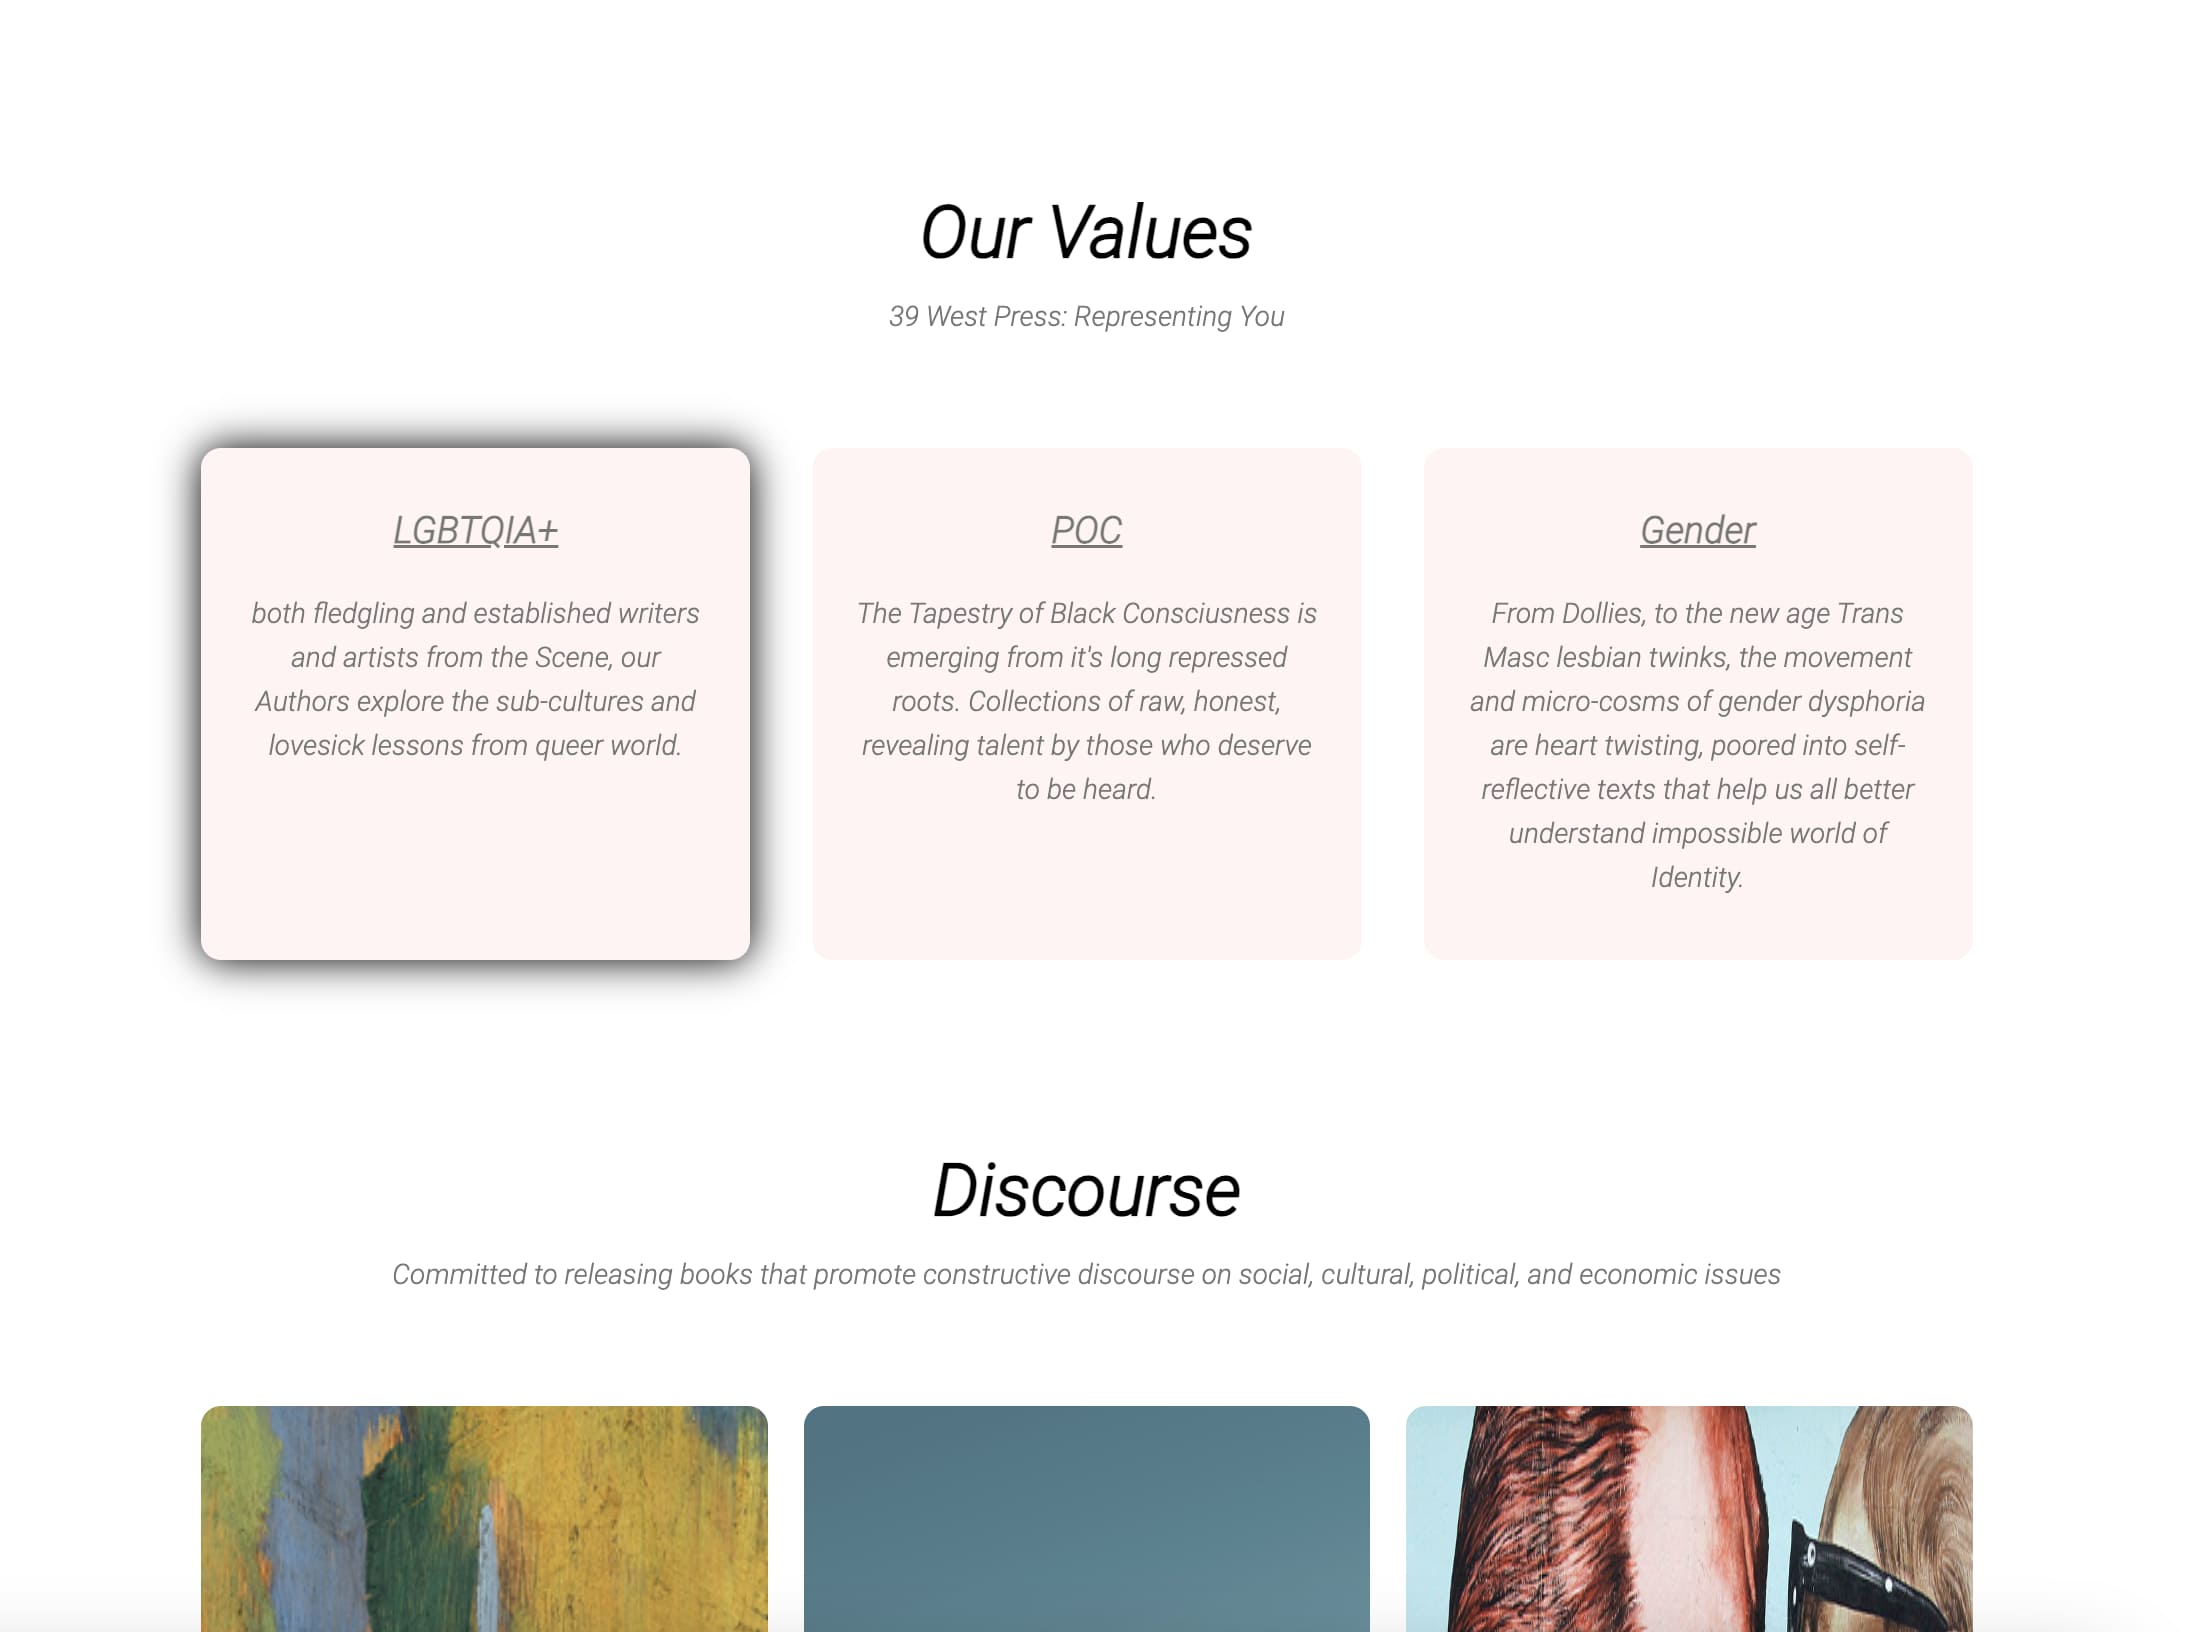 Our Values
39 West Press: Representing You
LGBTQIA+
both fledgling and established writers
and artists from the Scene, our
Authors explore the sub-cultures and
lovesick lessons from queer world.
POC
The Tapestry of Black Consciusness is
emerging from it's long repressed
roots. Collections of raw, honest,
revealing talent by those who deserve
to be heard.
Gender
From Dollies, to the new age Trans
Masc lesbian twinks, the movement
and micro-cosms of gender dysphoria
are heart twisting, poored into self-
reflective texts that help us all better
understand impossible world of
Identity.
Discourse
Committed to releasing books that promote constructive discourse on social, cultural, political, and economic issues